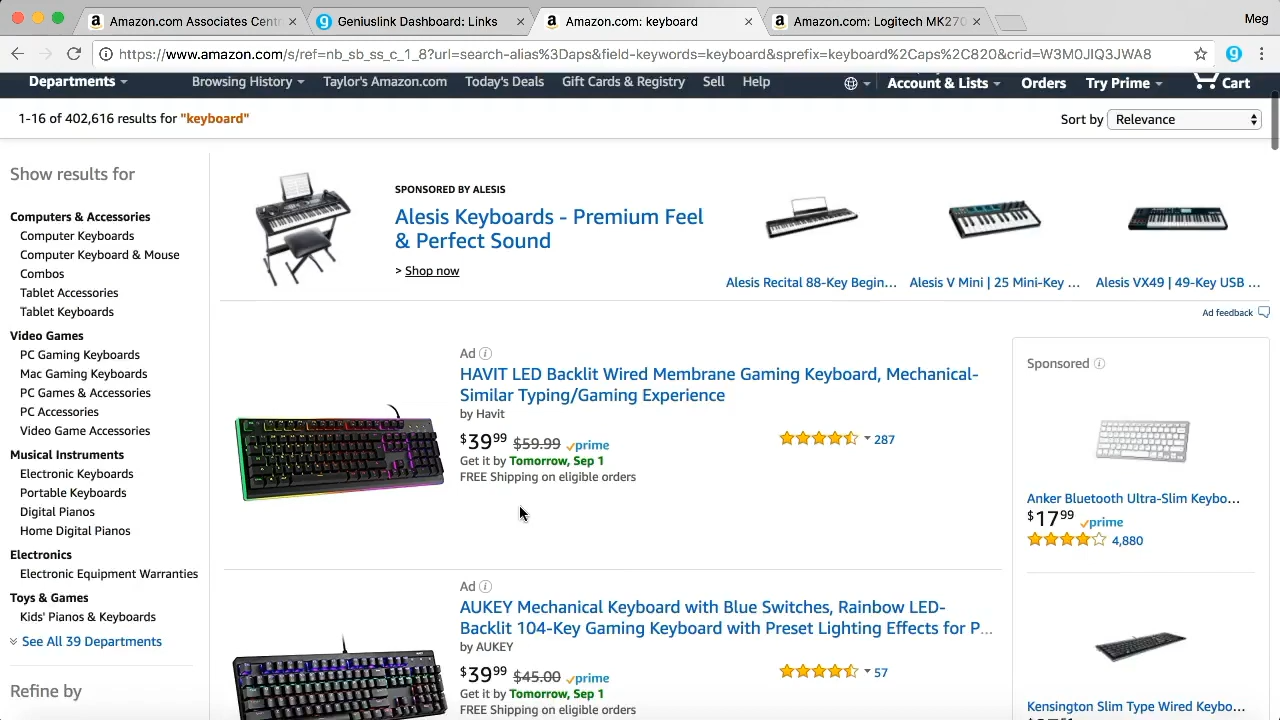 Amazon.com Associates Cent
Geniuslink Dashboard: Links
Amazon.com: keyboard
Amazon.com: Logitech MK270
Meg
https://www.amazon.com/s/ref=nb_sb_ss_c_1_8?url=search-alias%3Daps&field-keywords=keyboard&sprefix=keyboard%2Caps%2C820&crid=W3M0JIQ3JWA8
Departments
Browsing History
Taylor's Amazon.com
Today's Deals
Gift Cards & Registry
Sell
Help
Account & Lists
Orders
Try Prime
Cart
1-16 of 402,616 results for "keyboard"
Sort by Relevance
Show results for
Computers & Accessories
Computer Keyboards
Computer Keyboard & Mouse
Combos
Tablet Accessories
Tablet Keyboards
Video Games
PC Gaming Keyboards
Mac Gaming Keyboards
PC Games & Accessories
PC Accessories
Video Game Accessories
Musical Instruments
Electronic Keyboards
Portable Keyboards
Digital Pianos
Home Digital Pianos
Electronics
Electronic Equipment Warranties
Toys & Games
Kids' Pianos & Keyboards
See All 39 Departments
Refine by
SPONSORED BY ALESIS
Alesis Keyboards - Premium Feel
& Perfect Sound
> Shop now
Alesis Recital 88-Key Begin...
Alesis V Mini | 25 Mini-Key ...
Alesis VX49 | 49-Key USB ...
Ad feedback
Ad
HAVIT LED Backlit Wired Membrane Gaming Keyboard, Mechanical-
Similar Typing/Gaming Experience
by Havit
$39.99 $59.99 prime
287
Get it by Tomorrow, Sep 1
FREE Shipping on eligible orders
Ad
AUKEY Mechanical Keyboard with Blue Switches, Rainbow LED-
Backlit 104-Key Gaming Keyboard with Preset Lighting Effects for P...
by AUKEY
$39.99 $45.00 prime
57
Get it by Tomorrow, Sep 1
FREE Shipping on eligible orders
Sponsored
Anker Bluetooth Ultra-Slim Keybo...
$17.99 prime
4,880
Kensington Slim Type Wired Keybo...